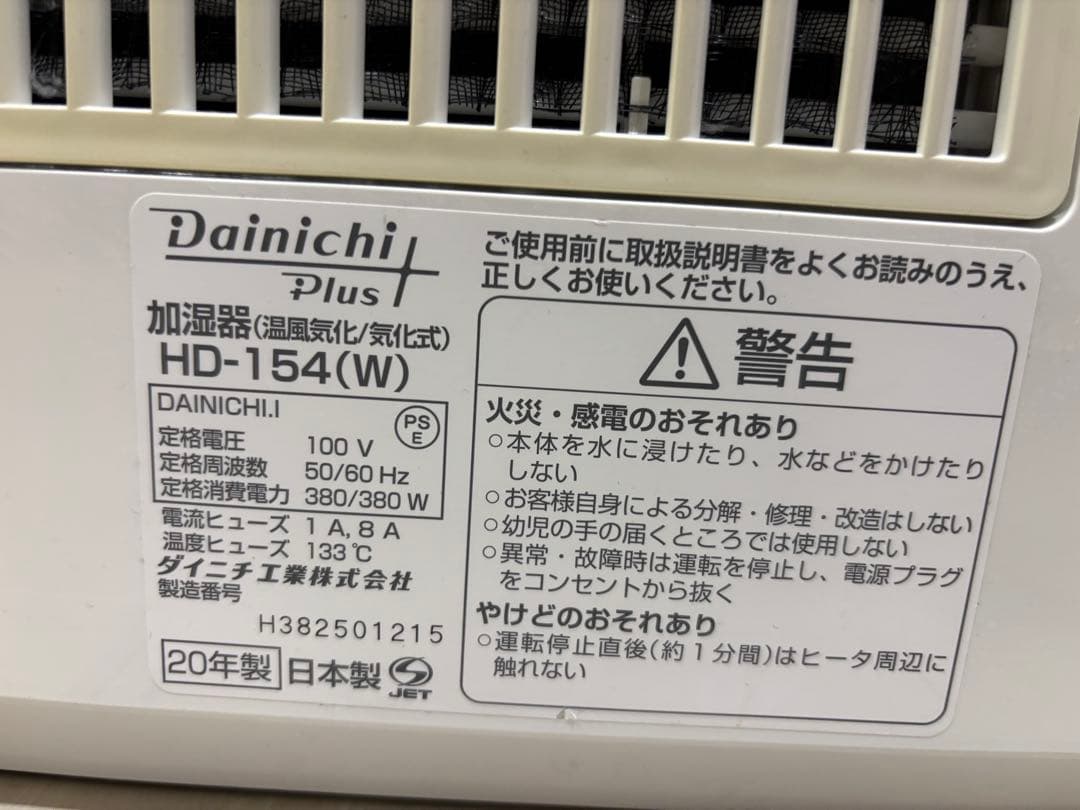 Dainichi
Plus
加湿器(温風気化/気化式)
HD-154(W)
DAINICHI.I
PS
E
定格電圧 100 V
定格周波数 50/60 Hz
定格消費電力 380/380 W
電流ヒューズ 1 A, 8 A
温度ヒューズ 133℃
ダイニチ工業株式会社
製造番号
H382501215
20年製 日本製 JET
ご使用前に取扱説明書をよくお読みのうえ、
正しくお使いください。
警告
火災・感電のおそれあり
○本体を水に浸けたり、水などをかけたり
しない
○お客様自身による分解・修理・改造はしない
○幼児の手の届くところでは使用しない
○異常・故障時は運転を停止し、電源プラグ
をコンセントから抜く
やけどのおそれあり
○運転停止直後(約1分間)はヒータ周辺に
触れない